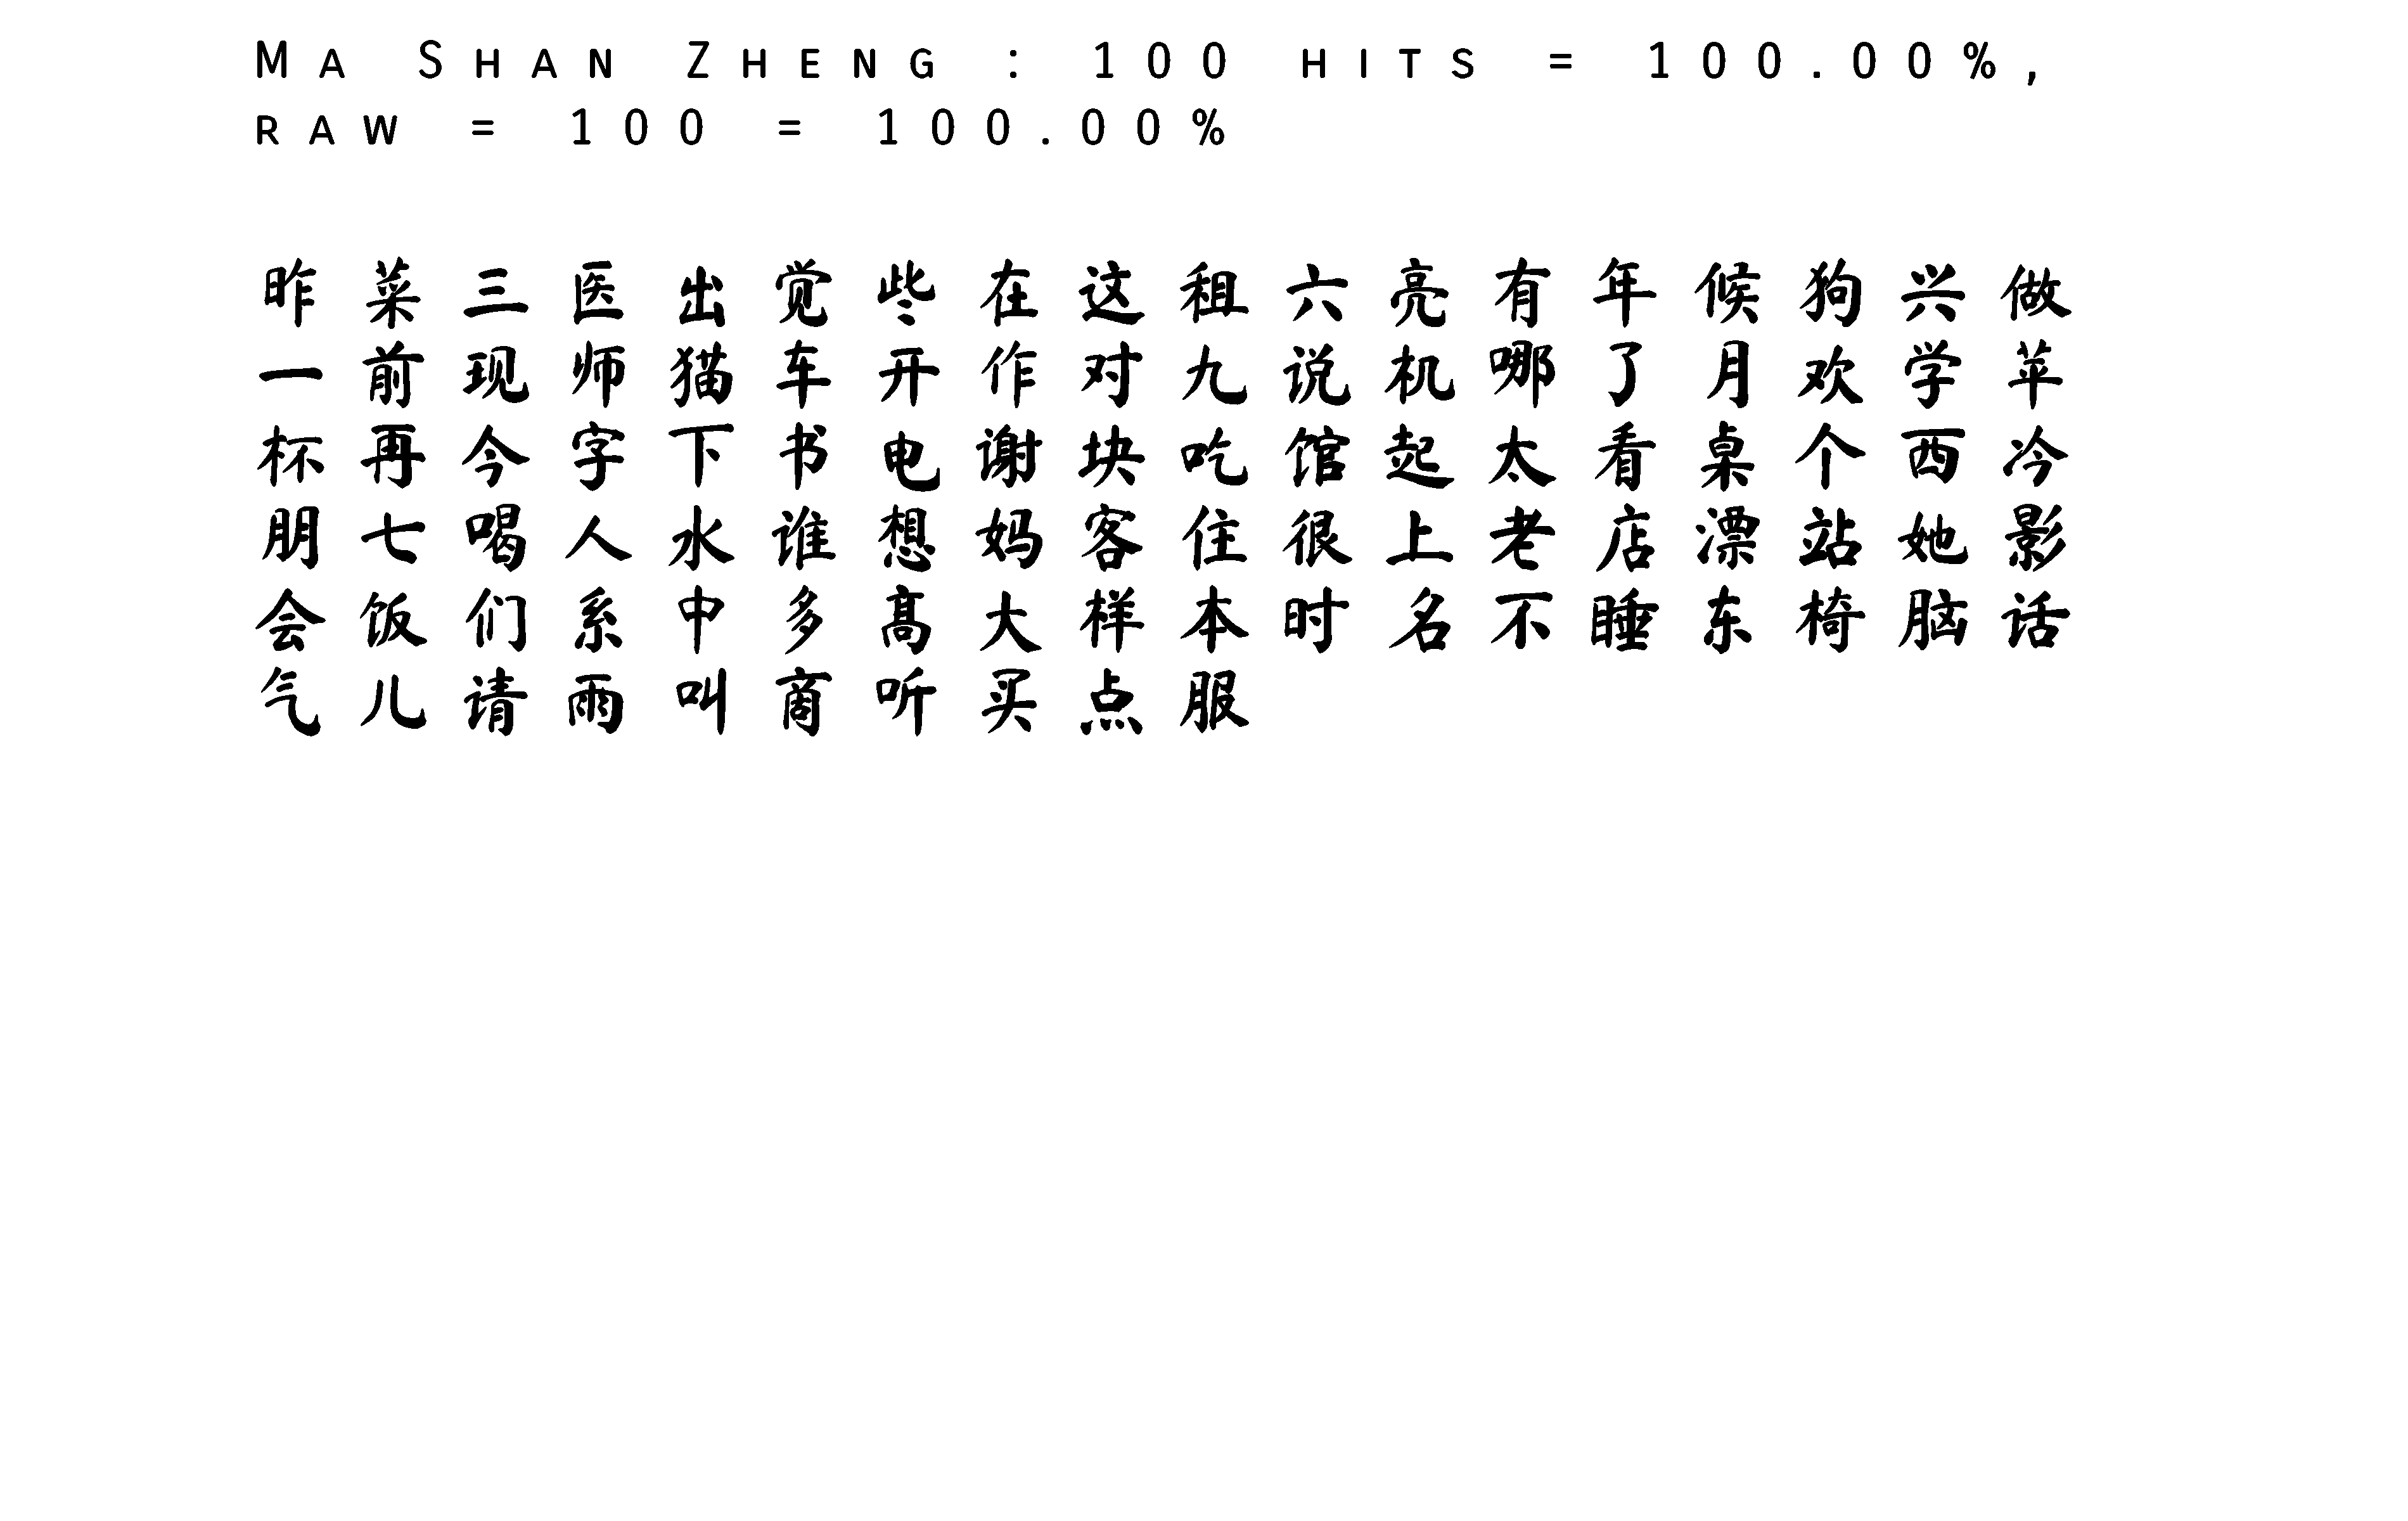 Ma Shan Zheng : 100 hits = 100.00%,
raw = 100 = 100.00%
昨菜三医出觉些在这租六亮有年候狗兴做
一前现师猫车开作对九说机哪了月欢学苹
杯再今字下书电谢块吃馆起太看桌个西冷
朋七喝人水谁想妈客住很上老店漂站她影
会饭们系中多高大样本时名不睡东椅脑话
气儿请雨叫商听买点服